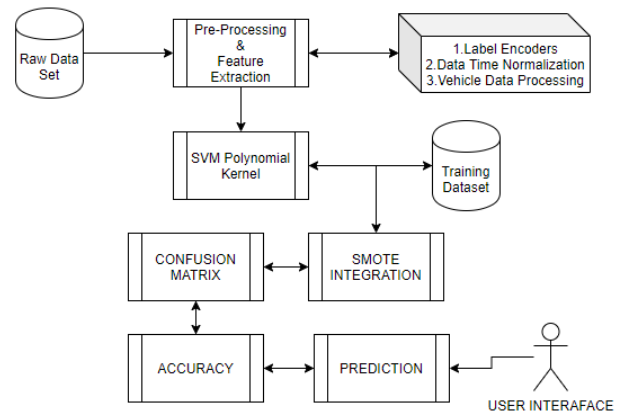 Raw Data
Set
Pre-Processing
&
Feature
Extraction
1.Label Encoders
2.Data Time Normalization
3.Vehicle Data Processing
SVM Polynomial
Kernel
Training
Dataset
CONFUSION
MATRIX
SMOTE
INTEGRATION
ACCURACY
PREDICTION
USER INTERAFACE